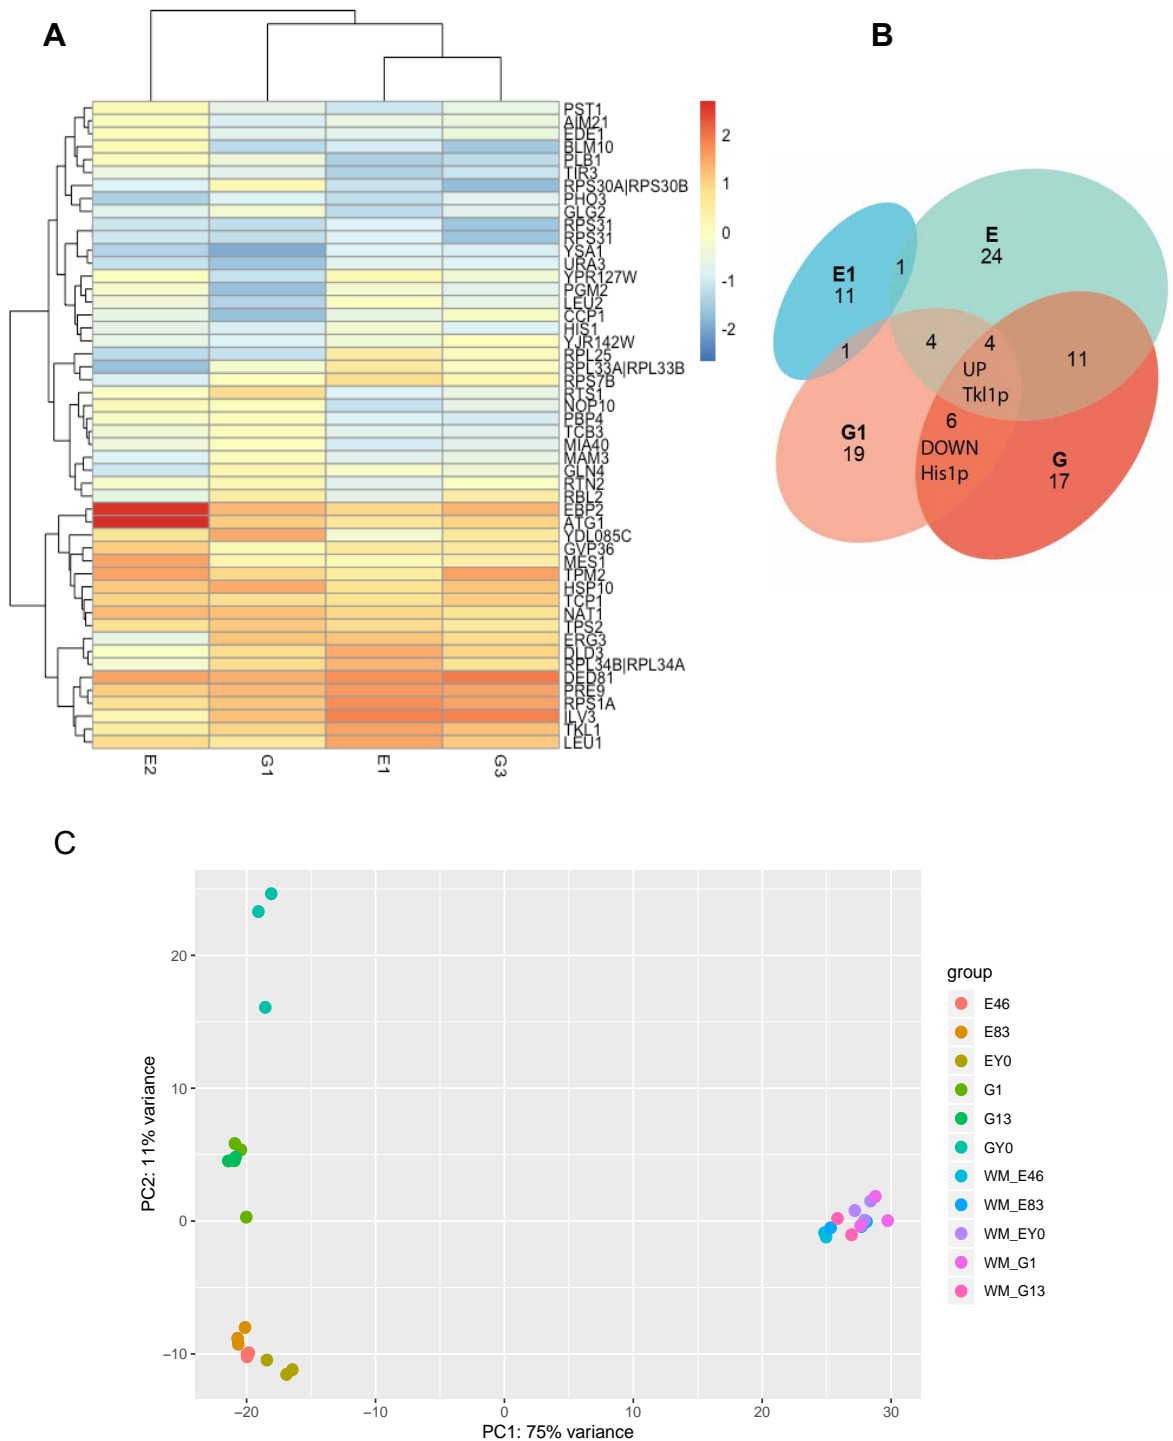 A
PST1
AIM21
EDE1
BLM10
PLB1
TIR3
RPS30A|RPS30B
PHO3
GLG2
RPS31
RPS31
YSA1
URA3
YPR127W
PGM2
LEU2
CCP1
HIS1
YJR142W
RPL25
RPL33A|RPL33B
RPS7B
RTS1
NOP10
PBP4
TCB3
MIA40
MAM3
GLN4
RTN2
RBL2
EBP2
ATG1
YDL085C
GVP36
MES1
TPM2
HSP10
TCP1
NAT1
TPS2
ERG3
DLD3
RPL34B|RPL34A
DED81
PRE9
RPS1A
ILV3
TKL1
LEU1
E2
G1
E1
G3
2
1
0
-1
-2
B
E
24
E1
11
1
1
4
4
UP
Tkl1p
11
6
DOWN
His1p
G1
19
G
17
C
PC2: 11% variance
20
10
0
−10
−20
−10
0
10
20
30
PC1: 75% variance
group
E46
E83
EY0
G1
G13
GY0
WM_E46
WM_E83
WM_EY0
WM_G1
WM_G13